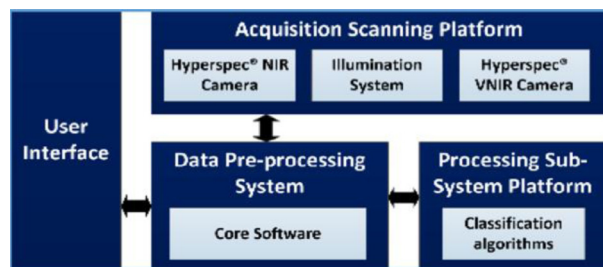 Acquisition Scanning Platform
Hyperspec® NIR
Camera
Illumination
System
Hyperspec®
VNIR Camera
User
Interface
Data Pre-processing
System
Core Software
Processing Sub-
System Platform
Classification
algorithms